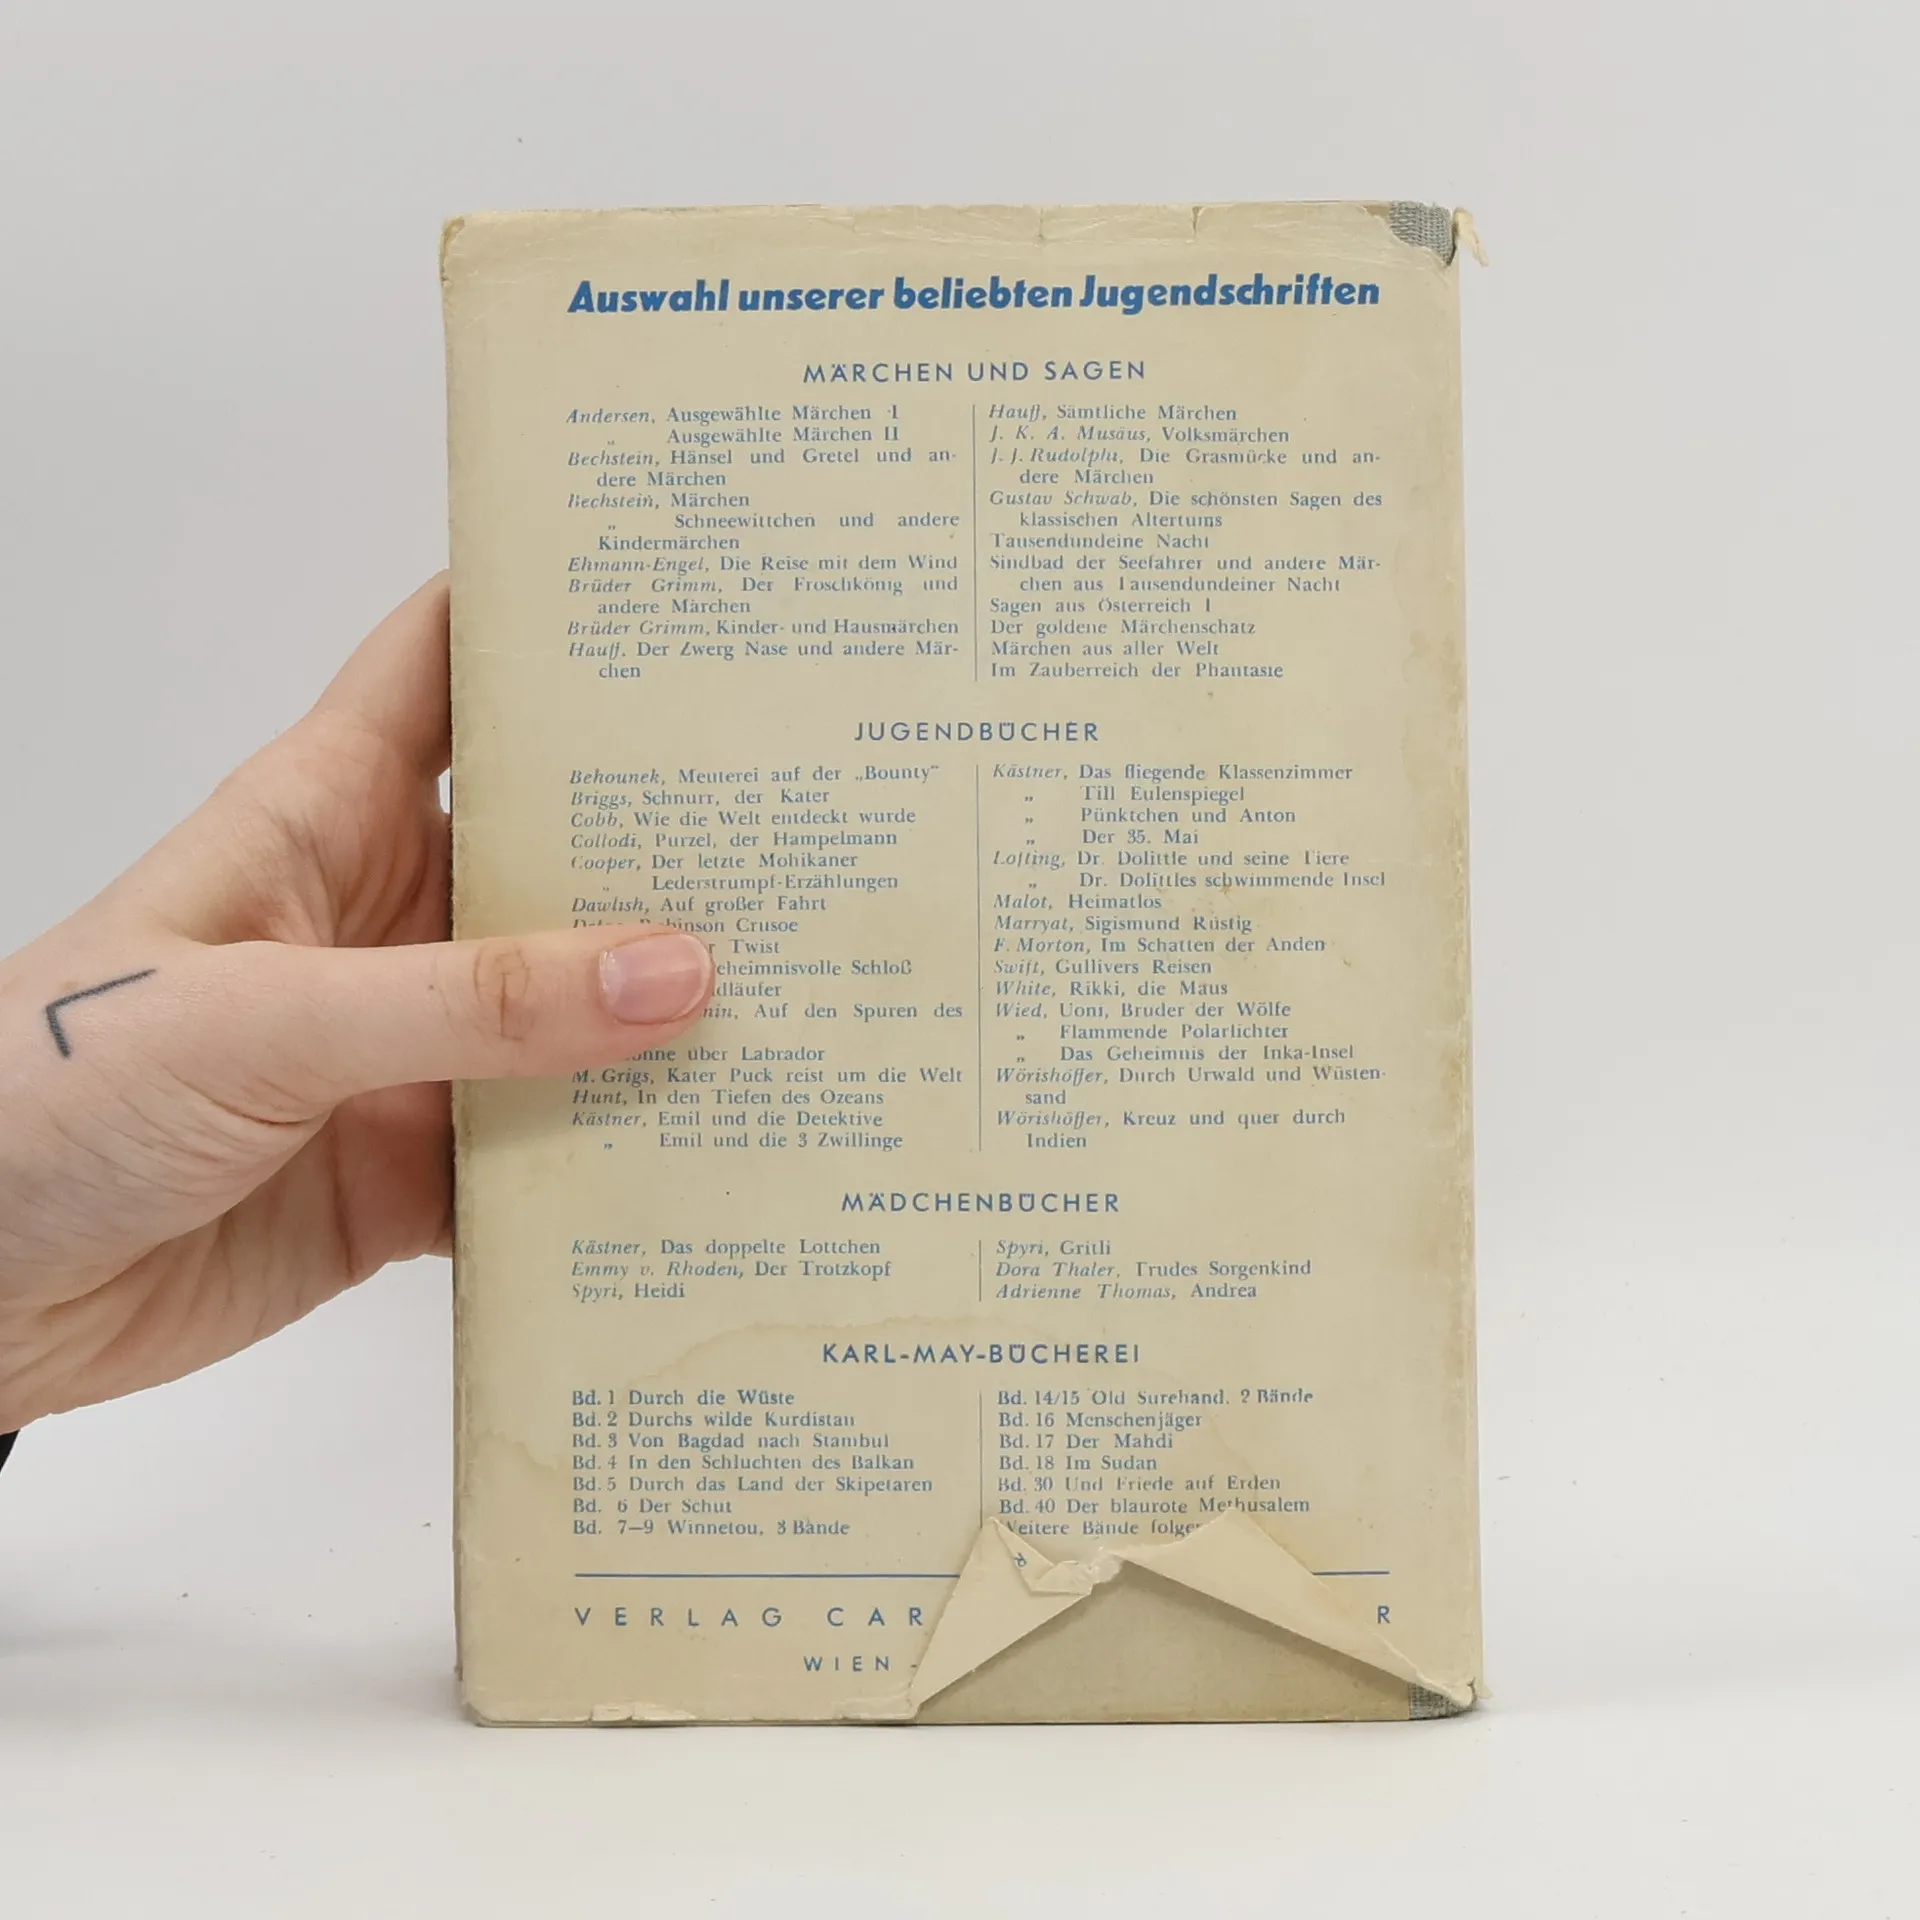 Auswahl unserer beliebten Jugendschriften
MÄRCHEN UND SAGEN
Andersen, Ausgewählte Märchen I
„ Ausgewählte Märchen II
Bechstein, Hänsel und Gretel und an-
dere Märchen
Bechstein, Märchen
„ Schneewittchen und andere
Kindermärchen
Ehmann-Engel, Die Reise mit dem Wind
Brüder Grimm, Der Froschkönig und
andere Märchen
Brüder Grimm, Kinder- und Hausmärchen
Hauff, Der Zwerg Nase und andere Mär-
chen
Hauff, Sämtliche Märchen
J. K. A. Musäus, Volksmärchen
J. J. Rudolphi, Die Grasmücke und an-
dere Märchen
Gustav Schwab, Die schönsten Sagen des
klassischen Altertums
Tausendundeine Nacht
Sindbad der Seefahrer und andere Mär-
chen aus Tausendundeiner Nacht
Sagen aus Österreich I
Der goldene Märchenschatz
Märchen aus aller Welt
Im Zauberreich der Phantasie
JUGENDBÜCHER
Behounek, Meuterei auf der „Bounty“
Briggs, Schnurr, der Kater
Cobb, Wie die Welt entdeckt wurde
Collodi, Purzel, der Hampelmann
Cooper, Der letzte Mohikaner
„ Lederstrumpf-Erzählungen
Dawlish, Auf großer Fahrt
Crusoe
Twist
Schloß
Auf den Spuren des
über Labrador
M. Grigs, Kater Puck reist um die Welt
Hunt, In den Tiefen des Ozeans
Kästner, Emil und die Detektive
„ Emil und die 3 Zwillinge
Kästner, Das fliegende Klassenzimmer
„ Till Eulenspiegel
„ Pünktchen und Anton
„ Der 35. Mai
Lofting, Dr. Dolittle und seine Tiere
„ Dr. Dolittles schwimmende Insel
Malot, Heimatlos
Marryat, Sigismund Rüstig
F. Morton, Im Schatten der Anden
Swift, Gullivers Reisen
White, Rikki, die Maus
Wied, Uoni, Bruder der Wölfe
„ Flammende Polarlichter
„ Das Geheimnis der Inka-Insel
Wörishöffer, Durch Urwald und Wüsten-
sand
Wörishöffer, Kreuz und quer durch
Indien
MÄDCHENBÜCHER
Kästner, Das doppelte Lottchen
Emmy v. Rhoden, Der Trotzkopf
Spyri, Heidi
Spyri, Gritli
Dora Thaler, Trudes Sorgenkind
Adrienne Thomas, Andrea
KARL-MAY-BÜCHEREI
Bd. 1 Durch die Wüste
Bd. 2 Durchs wilde Kurdistan
Bd. 3 Von Bagdad nach Stambul
Bd. 4 In den Schluchten des Balkan
Bd. 5 Durch das Land der Skipetaren
Bd. 6 Der Schut
Bd. 7–9 Winnetou, 3 Bände
Bd. 14/15 Old Surehand, 2 Bände
Bd. 16 Menschenjäger
Bd. 17 Der Mahdi
Bd. 18 Im Sudan
Bd. 30 Und Friede auf Erden
Bd. 40 Der blaurote Methusalem
Weitere Bände
VERLAG CAR R
WIEN -